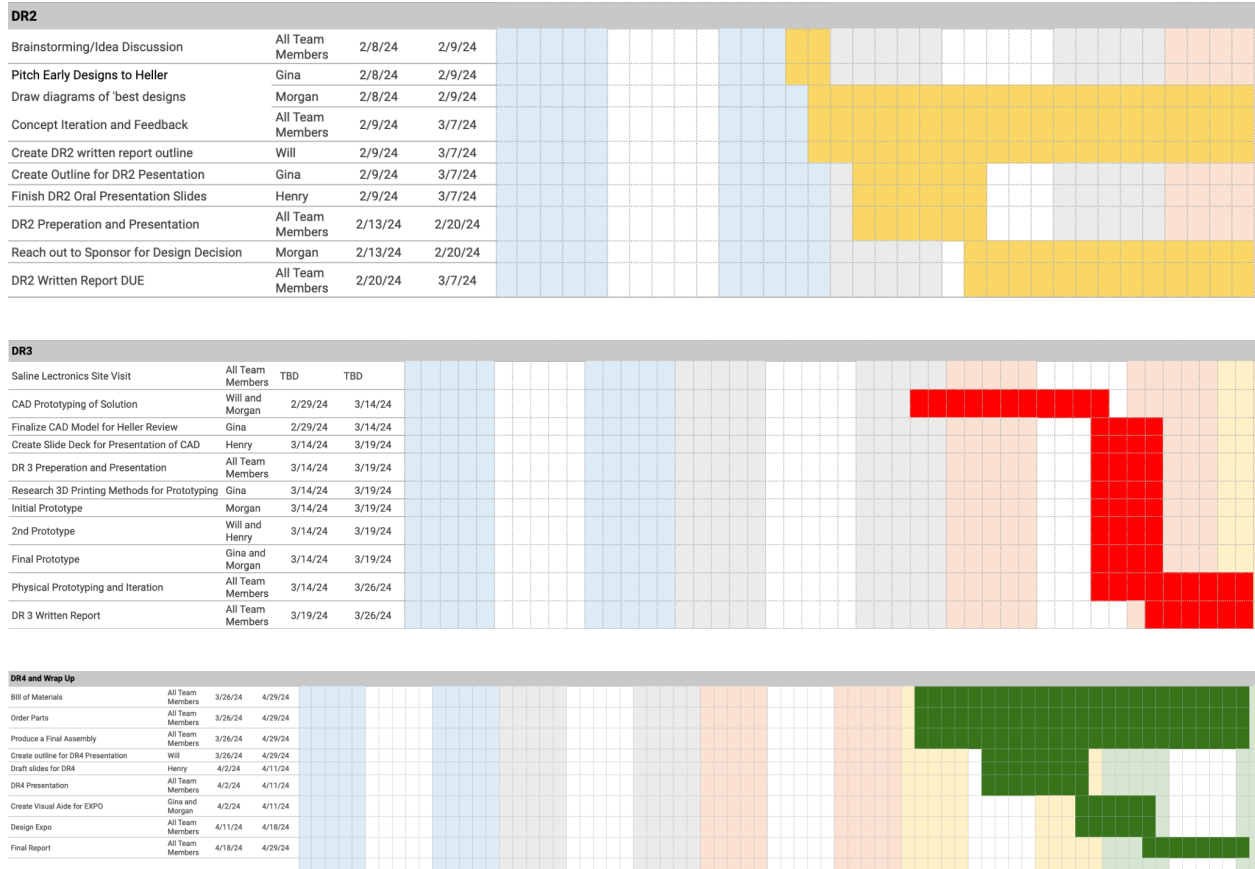 DR2
Brainstorming/Idea Discussion All Team Members 2/8/24 2/9/24
Pitch Early Designs to Heller Gina 2/8/24 2/9/24
Draw diagrams of 'best designs Morgan 2/8/24 2/9/24
Concept Iteration and Feedback All Team Members 2/9/24 3/7/24
Create DR2 written report outline Will 2/9/24 3/7/24
Create Outline for DR2 Pesentation Gina 2/9/24 3/7/24
Finish DR2 Oral Presentation Slides Henry 2/9/24 3/7/24
DR2 Preperation and Presentation All Team Members 2/13/24 2/20/24
Reach out to Sponsor for Design Decision Morgan 2/13/24 2/20/24
DR2 Written Report DUE All Team Members 2/20/24 3/7/24
DR3
Saline Lectronics Site Visit All Team Members TBD TBD
CAD Prototyping of Solution Will and Morgan 2/29/24 3/14/24
Finalize CAD Model for Heller Review Gina 2/29/24 3/14/24
Create Slide Deck for Presentation of CAD Henry 3/14/24 3/19/24
DR 3 Preperation and Presentation All Team Members 3/14/24 3/19/24
Research 3D Printing Methods for Prototyping Gina 3/14/24 3/19/24
Initial Prototype Morgan 3/14/24 3/19/24
2nd Prototype Will and Henry 3/14/24 3/19/24
Final Prototype Gina and Morgan 3/14/24 3/19/24
Physical Prototyping and Iteration All Team Members 3/14/24 3/26/24
DR 3 Written Report All Team Members 3/19/24 3/26/24
DR4 and Wrap Up
Bill of Materials All Team Members 3/26/24 4/29/24
Order Parts All Team Members 3/26/24 4/29/24
Produce a Final Assembly All Team Members 3/26/24 4/29/24
Create outline for DR4 Presentation Will 3/26/24 4/29/24
Draft slides for DR4 Henry 4/2/24 4/11/24
DR4 Presentation All Team Members 4/2/24 4/11/24
Create Visual Aide for EXPO Gina and Morgan 4/2/24 4/11/24
Design Expo All Team Members 4/11/24 4/18/24
Final Report All Team Members 4/18/24 4/29/24